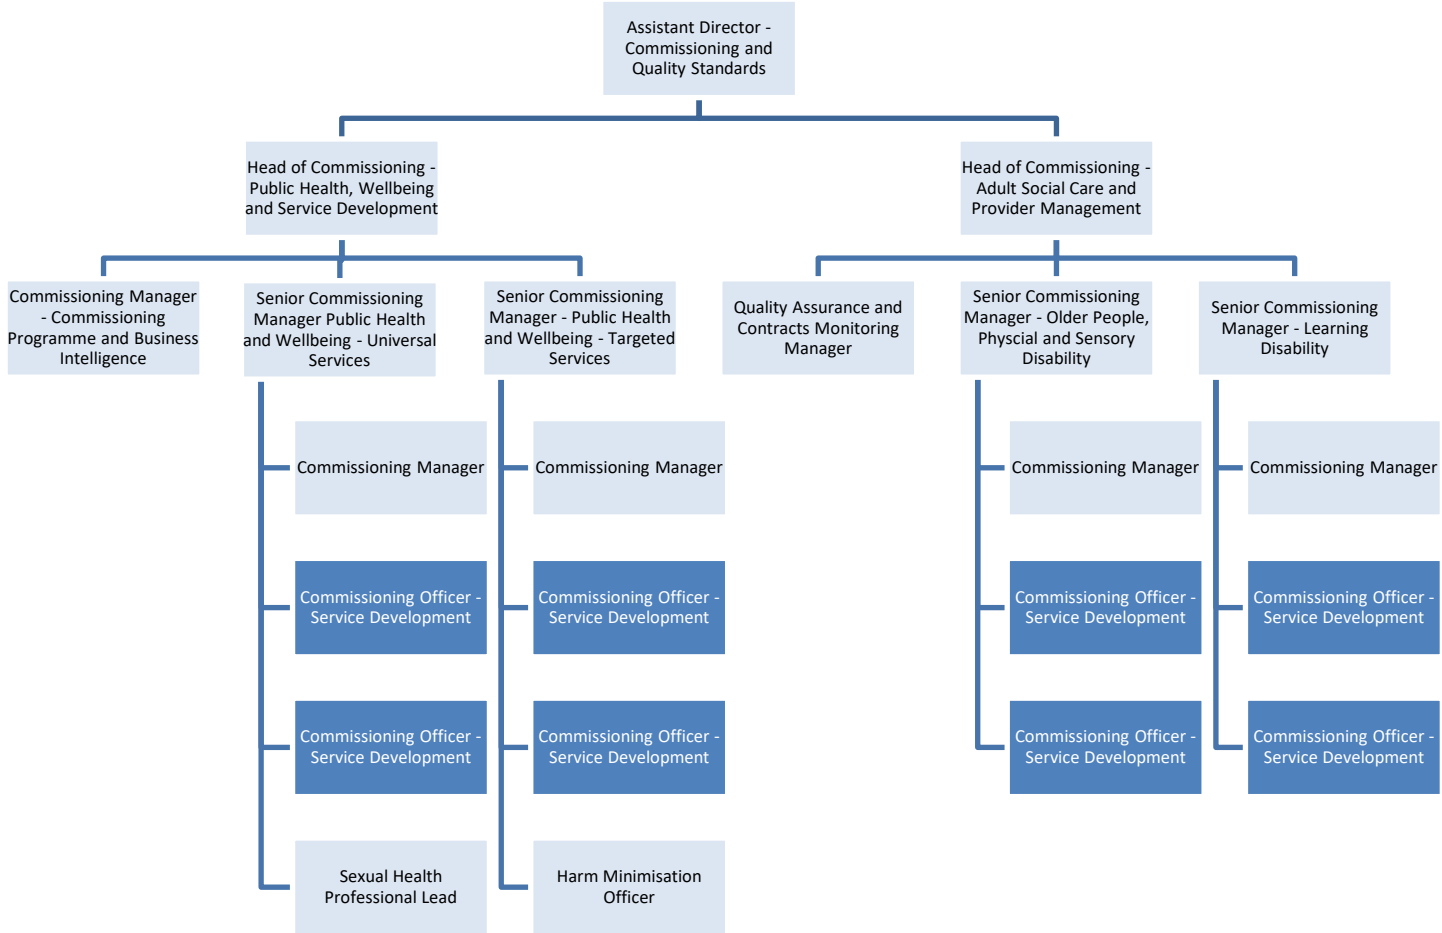 Assistant Director -
Commissioning and
Quality Standards
Head of Commissioning -
Public Health, Wellbeing
and Service Development
Head of Commissioning -
Adult Social Care and
Provider Management
Commissioning Manager
- Commissioning
Programme and Business
Intelligence
Senior Commissioning
Manager Public Health
and Wellbeing - Universal
Services
Senior Commissioning
Manager - Public Health
and Wellbeing - Targeted
Services
Quality Assurance and
Contracts Monitoring
Manager
Senior Commissioning
Manager - Older People,
Physcial and Sensory
Disability
Senior Commissioning
Manager - Learning
Disability
Commissioning Manager
Commissioning Manager
Commissioning Manager
Commissioning Manager
Commissioning Officer -
Service Development
Commissioning Officer -
Service Development
Commissioning Officer -
Service Development
Commissioning Officer -
Service Development
Commissioning Officer -
Service Development
Commissioning Officer -
Service Development
Commissioning Officer -
Service Development
Commissioning Officer -
Service Development
Sexual Health
Professional Lead
Harm Minimisation
Officer